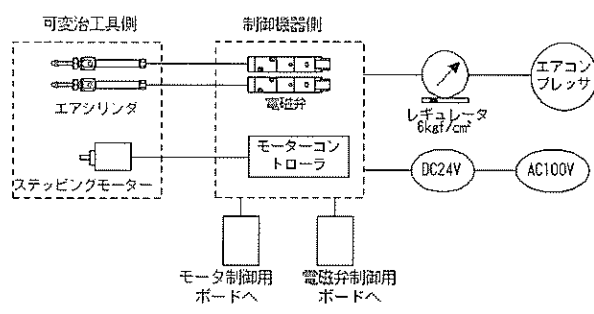 可変治工具側
制御機器側
エアシリンダ
電磁弁
レギュレータ
6kgf/cm²
エアコン
プレッサ
モーターコン
トローラ
ステッピングモーター
DC24V
AC100V
モータ制御用
ボードへ
電磁弁制御用
ボードへ